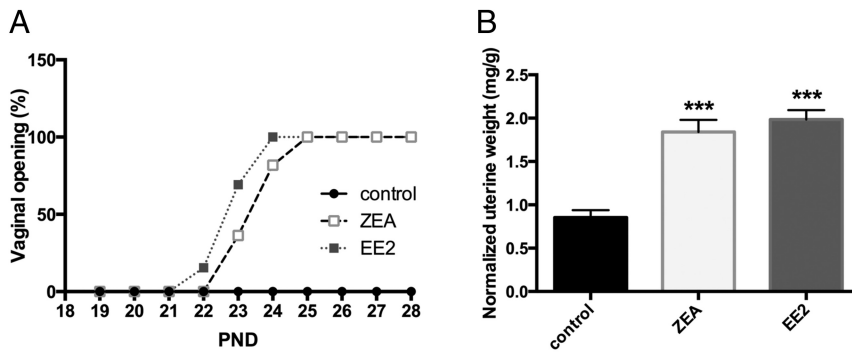 A
Vaginal opening (%)
150
100
50
0
18 19 20 21 22 23 24 25 26 27 28
PND
control
ZEA
EE2
B
Normalized uterine weight (mg/g)
2.5
2.0
1.5
1.0
0.5
0.0
***
***
control
ZEA
EE2